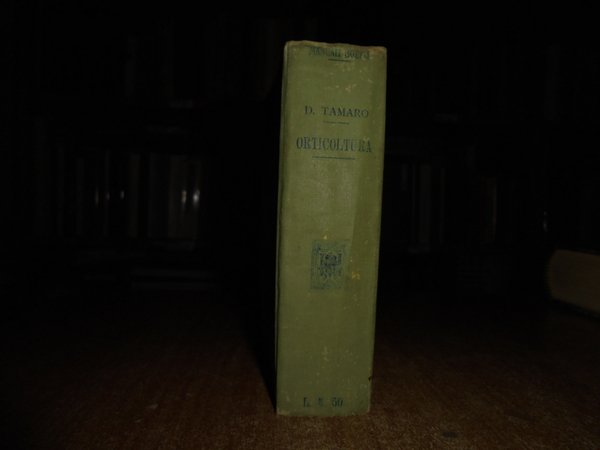 MANUALI HOEPLI
D. TAMARO
ORTICOLTURA
L. 4 50